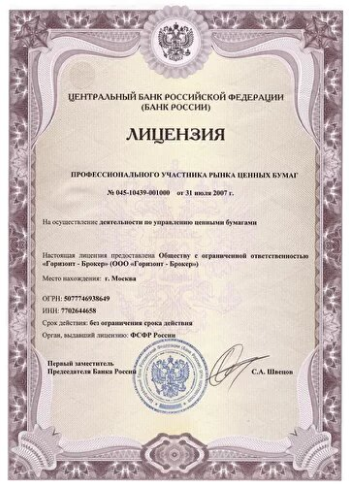 ЦЕНТРАЛЬНЫЙ БАНК РОССИЙСКОЙ ФЕДЕРАЦИИ
(БАНК РОССИИ)
ЛИЦЕНЗИЯ
ПРОФЕССИОНАЛЬНОГО УЧАСТНИКА РЫНКА ЦЕННЫХ БУМАГ
№ 045-10439-001000 от 31 июля 2007 г.
На осуществление деятельности по управлению ценными бумагами
Настоящая лицензия предоставлена Обществу с ограниченной ответственностью
«Горизонт - Брокер» (ООО «Горизонт - Брокер»)
Место нахождения: г. Москва
ОГРН: 5077746938649
ИНН: 7702644658
Срок действия: без ограничения срока действия
Орган, выдавший лицензию: ФСФР России
Первый заместитель
Председателя Банка России
С.А. Швецов